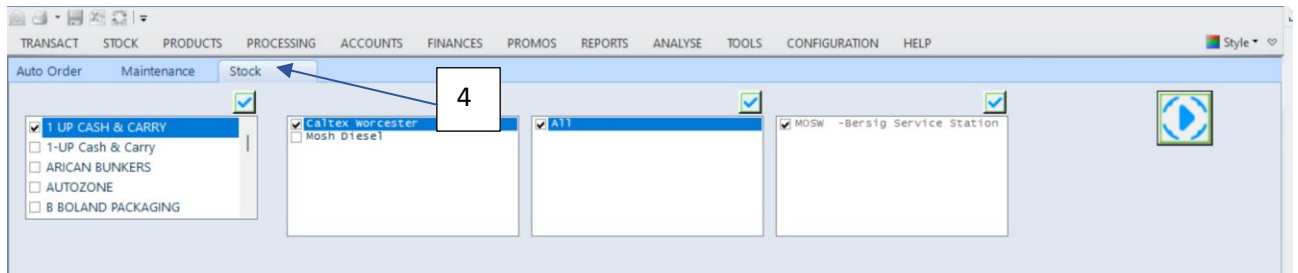 TRANSACT STOCK PRODUCTS PROCESSING ACCOUNTS FINANCES PROMOS REPORTS ANALYSE TOOLS CONFIGURATION HELP Style
Auto Order Maintenance Stock
4
1 UP CASH & CARRY
1-UP Cash & Carry
ARICAN BUNKERS
AUTOZONE
B BOLAND PACKAGING
Caltex Worcester
Mosh Diesel
All
MOSW -Bersig Service Station